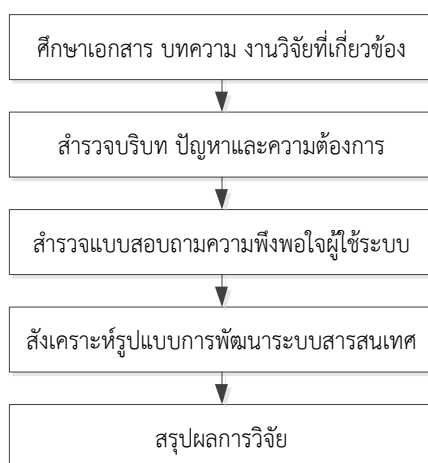 ศึกษาเอกสาร บทความ งานวิจัยที่เกี่ยวข้อง
สำรวจบริบท ปัญหาและความต้องการ
สำรวจแบบสอบถามความพึงพอใจผู้ใช้ระบบ
สังเคราะห์รูปแบบการพัฒนาระบบสารสนเทศ
สรุปผลการวิจัย